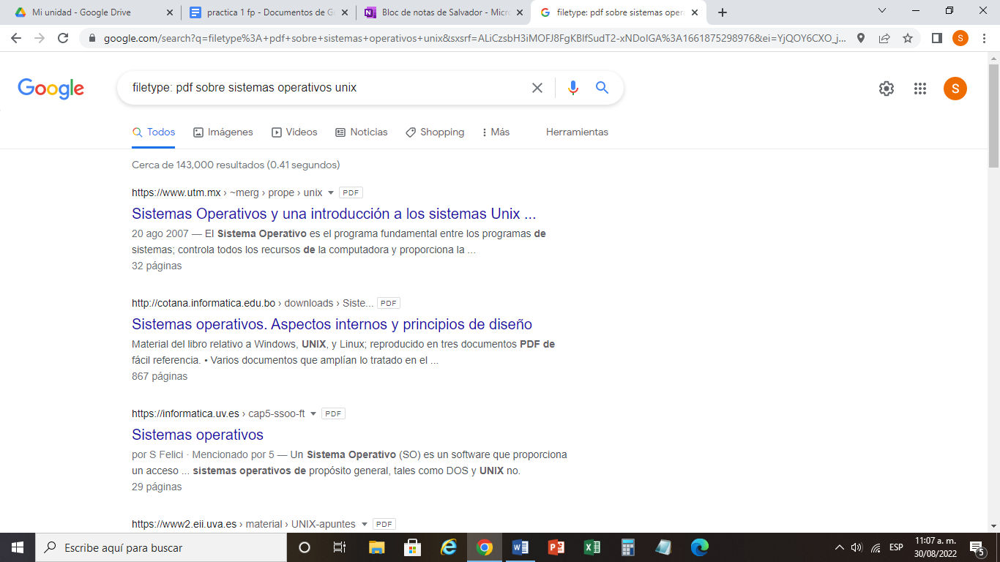 Mi unidad - Google Drive
practica 1 fp - Documentos de G
Bloc de notas de Salvador - Micr
filetype: pdf sobre sistemas opera
google.com/search?q=filetype%3A+pdf+sobre+sistemas+operativos+unix&sxsrf=ALiCzsbH3iMOFJ8FgKBIfSudT2-xNDoIGA%3A1661875298976&ei=YjQOY6CXO_j...
S
Google
filetype: pdf sobre sistemas operativos unix
S
Todos
Imágenes
Videos
Noticias
Shopping
Más
Herramientas
Cerca de 143,000 resultados (0.41 segundos)
https://www.utm.mx › ~merg › prope › unix PDF
Sistemas Operativos y una introducción a los sistemas Unix ...
20 ago 2007 — El Sistema Operativo es el programa fundamental entre los programas de
sistemas; controla todos los recursos de la computadora y proporciona la ...
32 páginas
http://cotana.informatica.edu.bo › downloads › Siste... PDF
Sistemas operativos. Aspectos internos y principios de diseño
Material del libro relativo a Windows, UNIX, y Linux; reproducido en tres documentos PDF de
fácil referencia. • Varios documentos que amplían lo tratado en el ...
867 páginas
https://informatica.uv.es › cap5-ssoo-ft PDF
Sistemas operativos
por S Felici · Mencionado por 5 — Un Sistema Operativo (SO) es un software que proporciona
un acceso ... sistemas operativos de propósito general, tales como DOS y UNIX no.
29 páginas
https://www2.eii.uva.es › material › UNIX-apuntes PDF
Escribe aquí para buscar
ESP
11:07 a. m.
30/08/2022
5